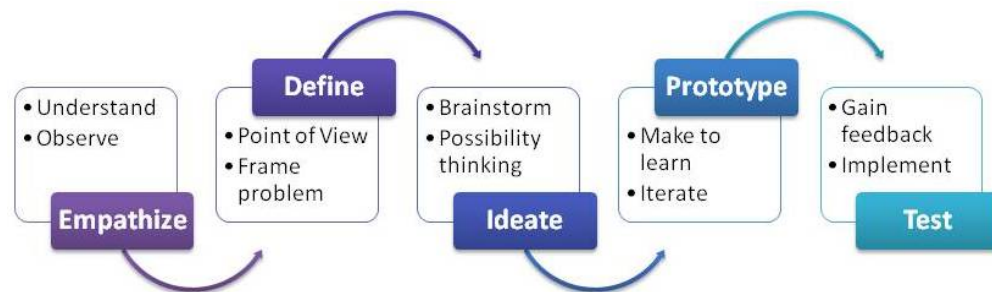 • Understand
• Observe
Empathize
Define
• Point of View
• Frame
problem
• Brainstorm
• Possibility
thinking
Ideate
Prototype
• Make to
learn
• Iterate
• Gain
feedback
• Implement
Test